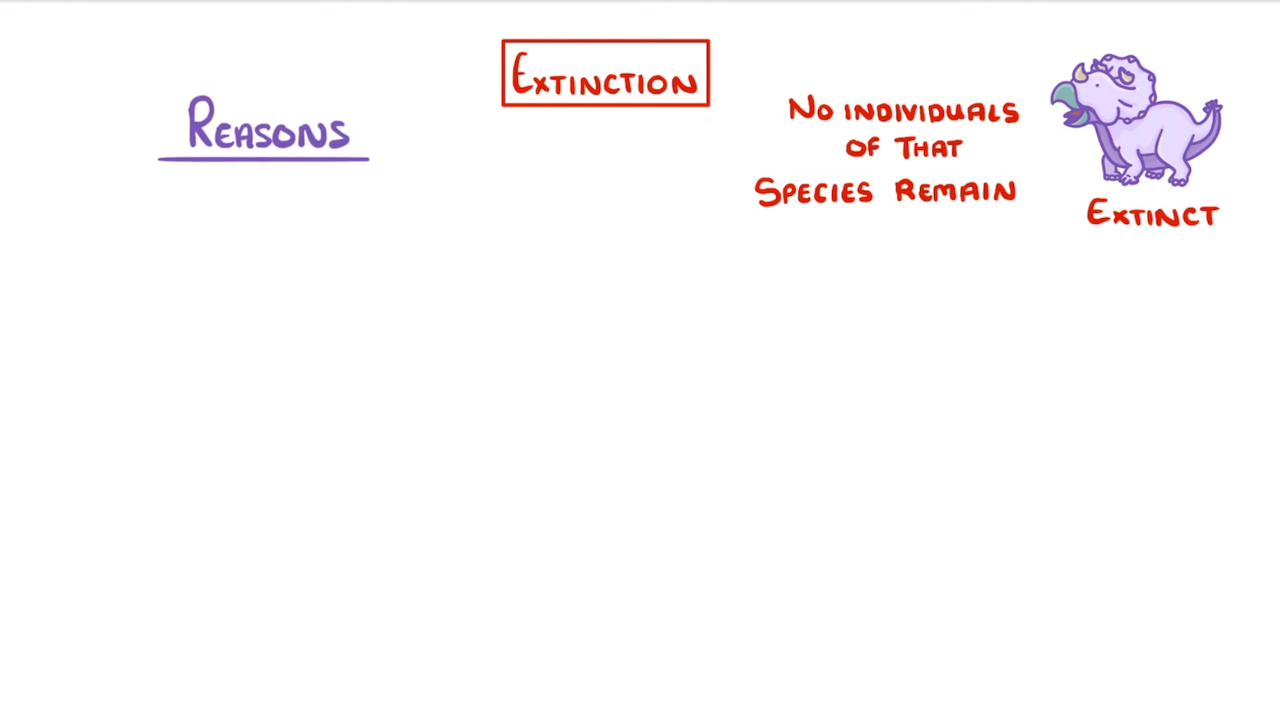 EXTINCTION
REASONS
NO INDIVIDUALS
OF THAT
SPECIES REMAIN
EXTINCT